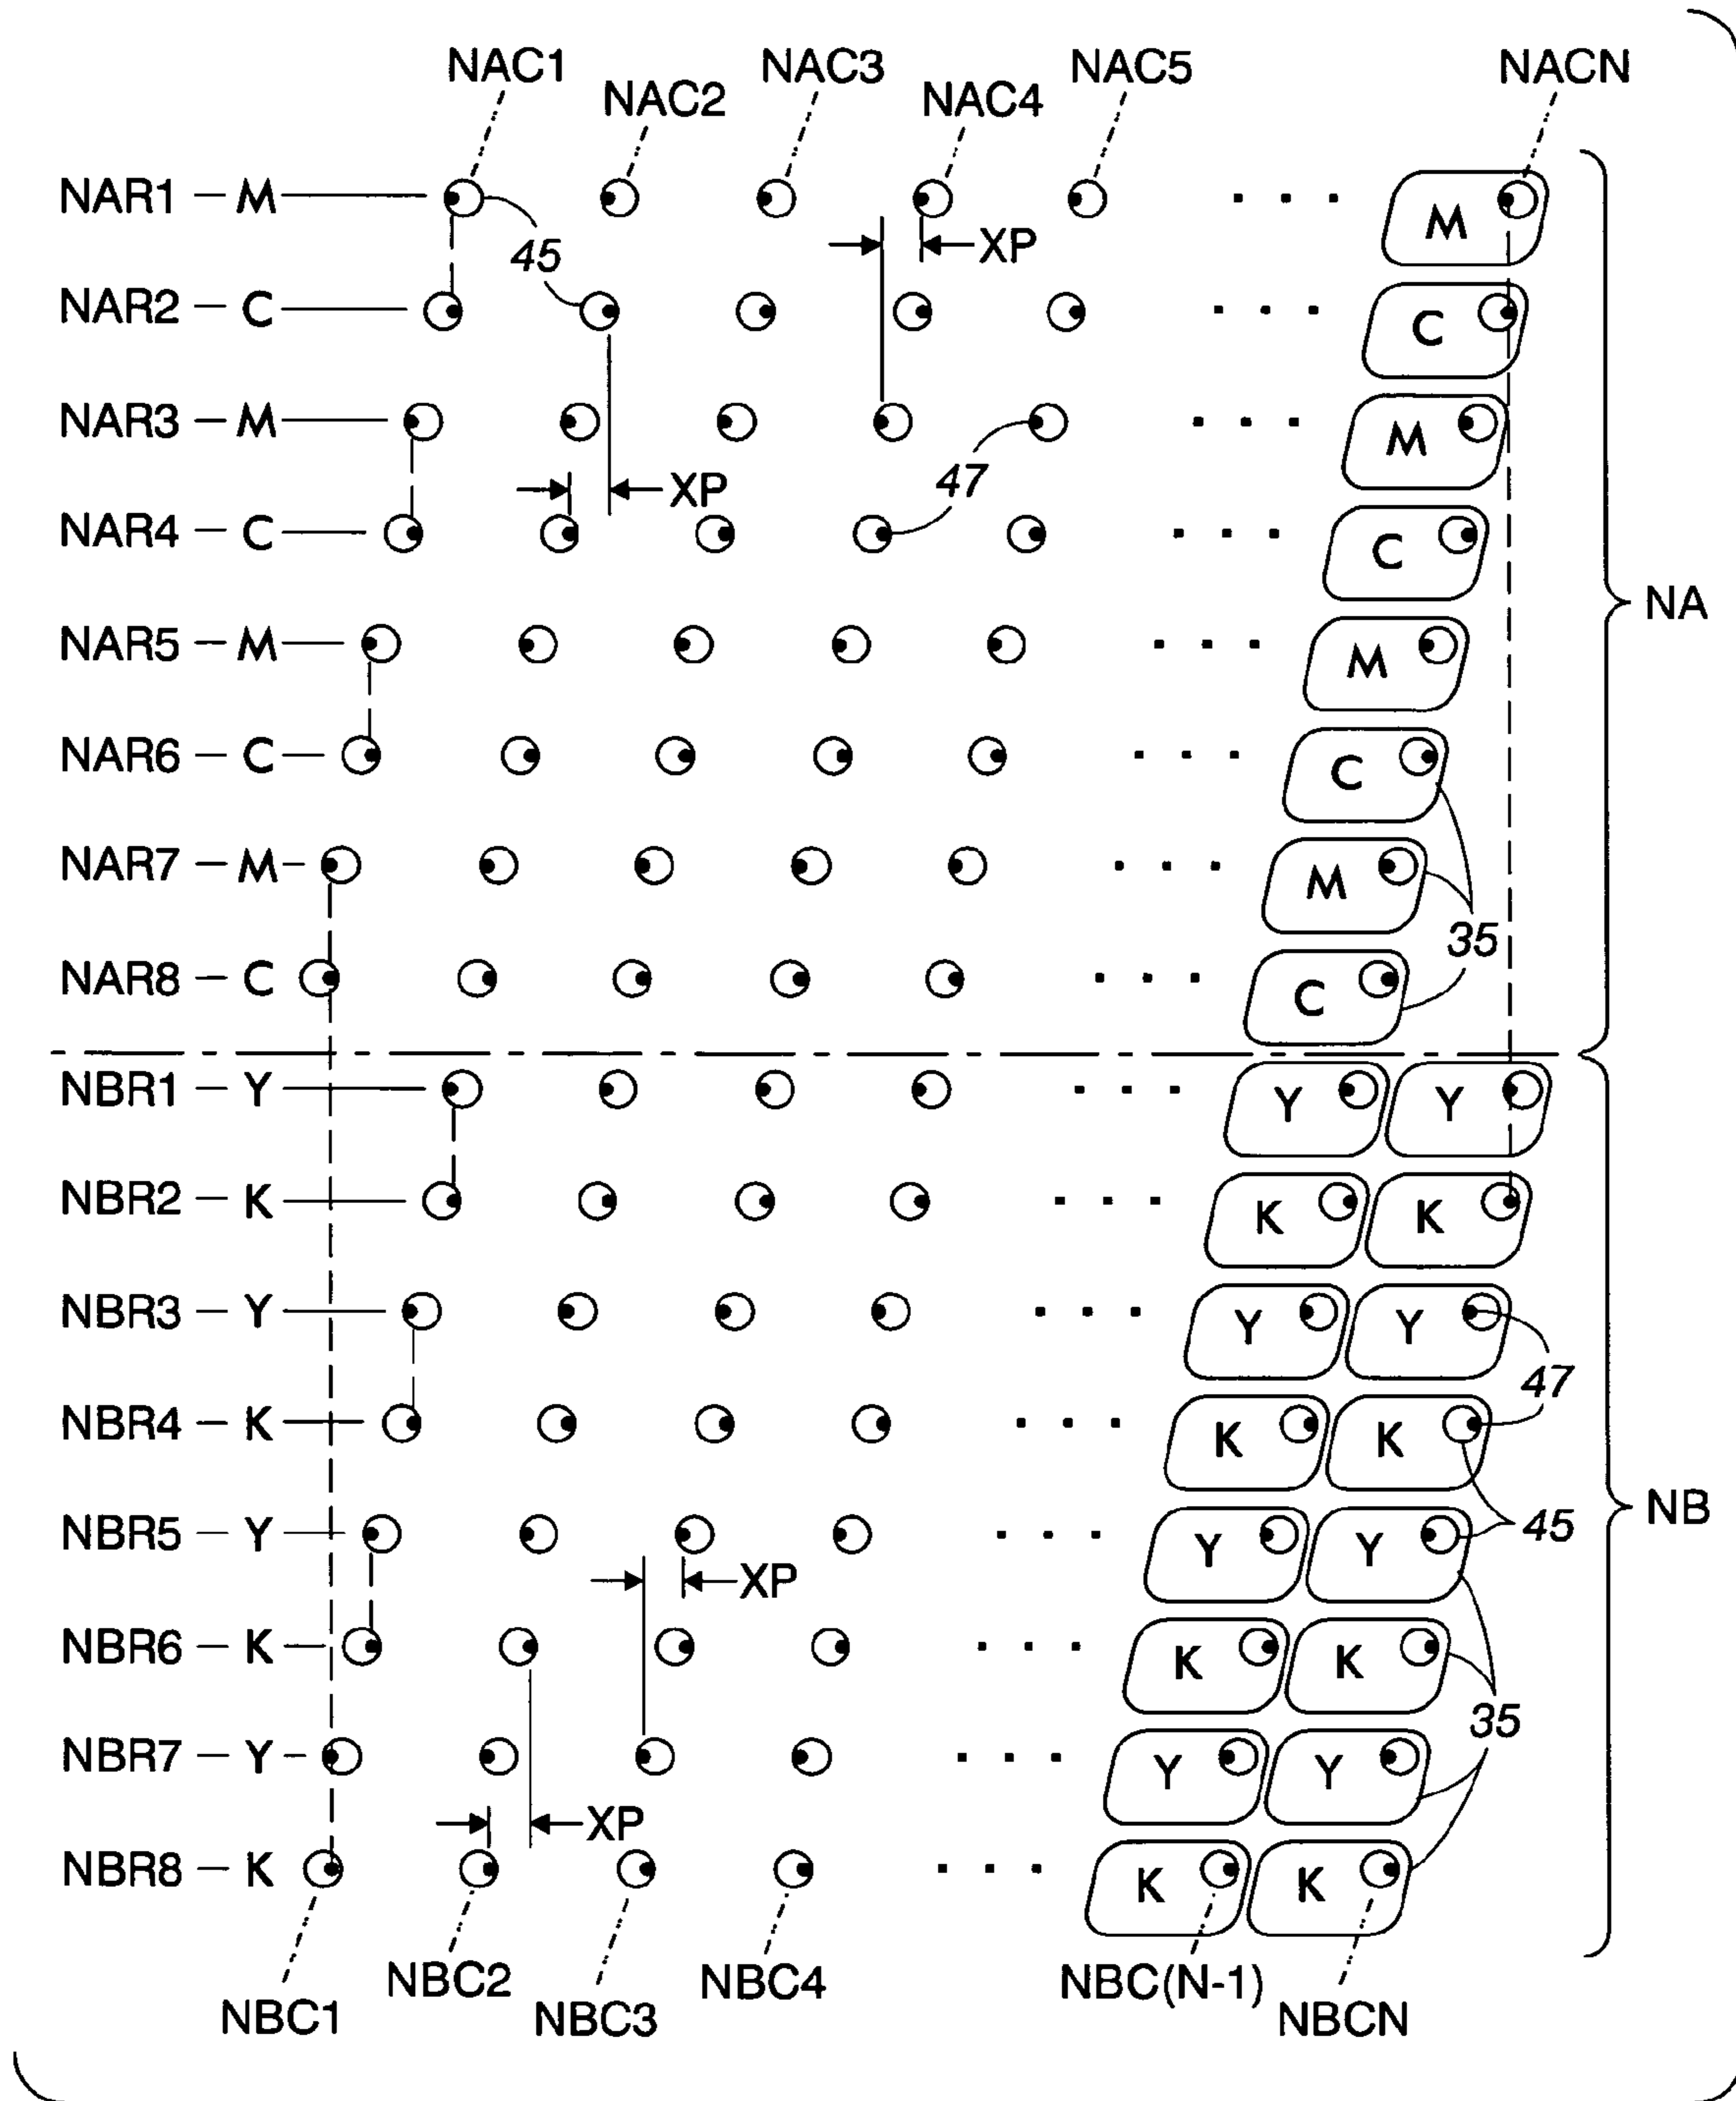 NAC1 NAC3 NAC5 NACN
NAC2 NAC4
NAR1 M M
45 XP
NAR2 C C
NAR3 M M
XP 47
NAR4 C C
NA
NAR5 M M
NAR6 C C
NAR7 M M
35
NAR8 C C
NBR1 Y Y Y
NBR2 K K K
NBR3 Y Y Y
47
NBR4 K K K
NB
NBR5 Y Y Y 45
XP
NBR6 K K K
35
NBR7 Y Y Y
XP
NBR8 K K K
NBC2 NBC4 NBC(N-1)
NBC1 NBC3 NBCN